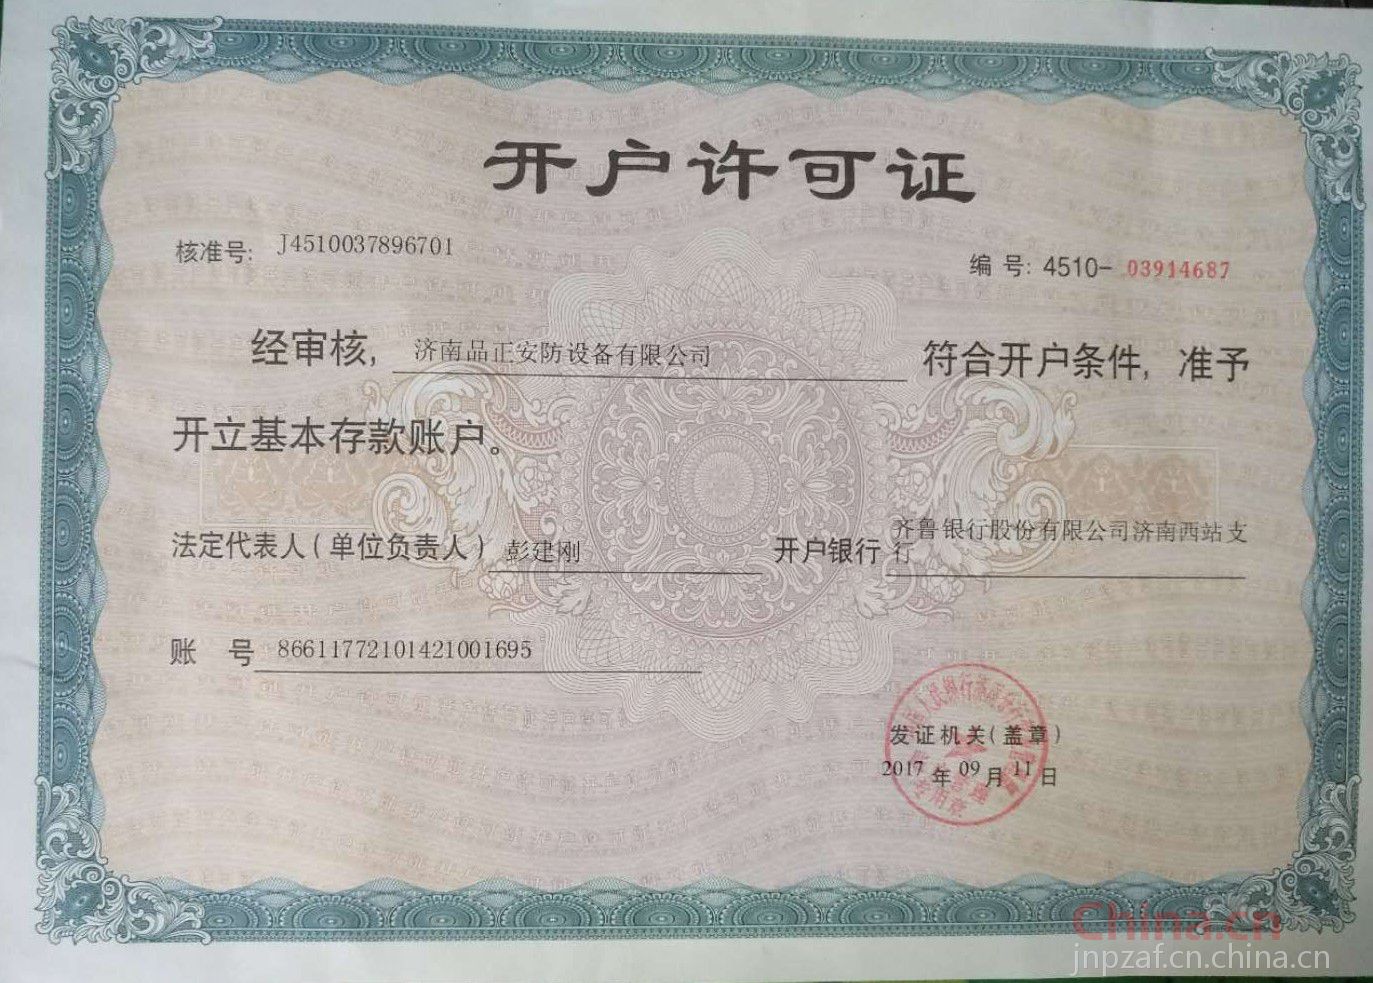 开户许可证
核准号: J4510037896701
编 号: 4510- 03914687
经审核, 济南品正安防设备有限公司 符合开户条件, 准予
开立基本存款账户。
法定代表人(单位负责人) 彭建刚 开户银行 齐鲁银行股份有限公司济南西站支
行
账 号 86611772101421001695
发证机关(盖章)
2017 年 09 月 11 日
专用章
China.cn
jnpzaf.cn.china.cn